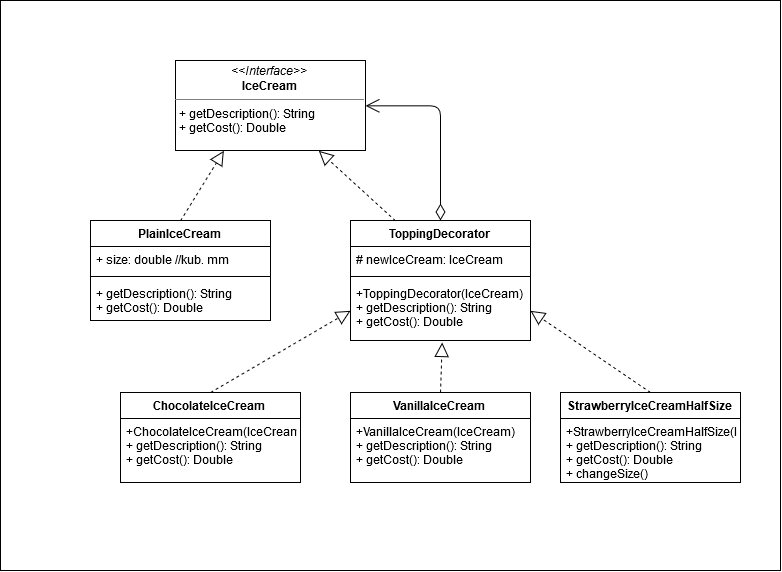 <<Interface>>
IceCream
+ getDescription(): String
+ getCost(): Double
PlainIceCream
+ size: double //kub. mm
+ getDescription(): String
+ getCost(): Double
ToppingDecorator
# newIceCream: IceCream
+ToppingDecorator(IceCream)
+ getDescription(): String
+ getCost(): Double
ChocolateIceCream
+ChocolateIceCream(IceCrean
+ getDescription(): String
+ getCost(): Double
VanillaIceCream
+VanillaIceCream(IceCream)
+ getDescription(): String
+ getCost(): Double
StrawberryIceCreamHalfSize
+StrawberryIceCreamHalfSize(I
+ getDescription(): String
+ getCost(): Double
+ changeSize()